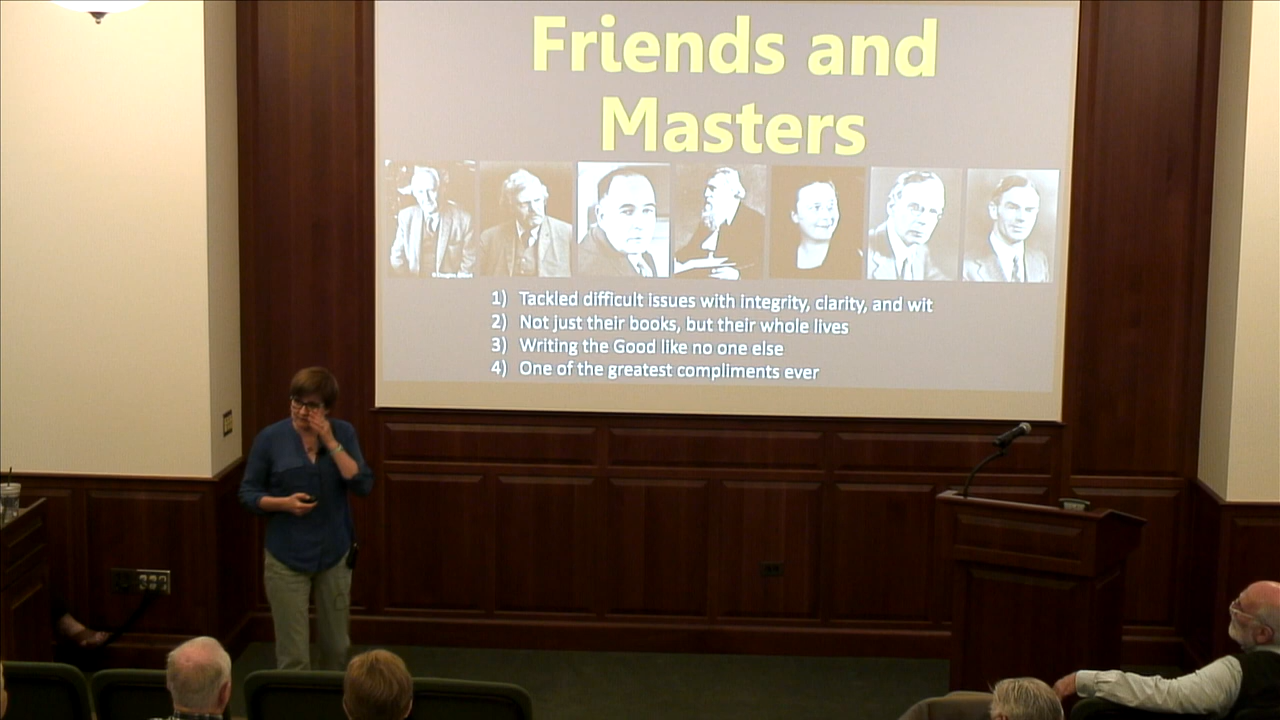 Friends and
Masters
1) Tackled difficult issues with integrity, clarity, and wit
2) Not just their books, but their whole lives
3) Writing the Good like no one else
4) One of the greatest compliments ever